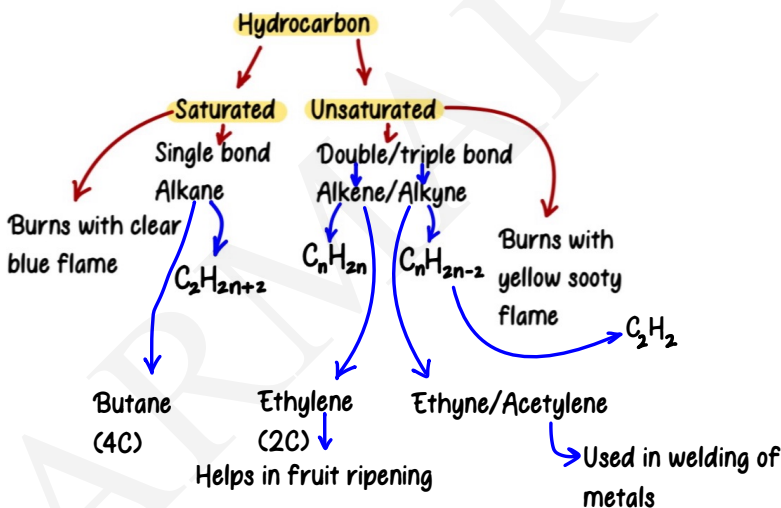 Hydrocarbon
Saturated
Unsaturated
Single bond
Double/triple bond
Alkane
Alkene/Alkyne
Burns with clear
blue flame
C₂H₂ₙ₊₂
CₙH₂ₙ
CₙH₂ₙ₋₂
Burns with
yellow sooty
flame
C₂H₂
Butane
(4C)
Ethylene
(2C)
Helps in fruit ripening
Ethyne/Acetylene
Used in welding of
metals